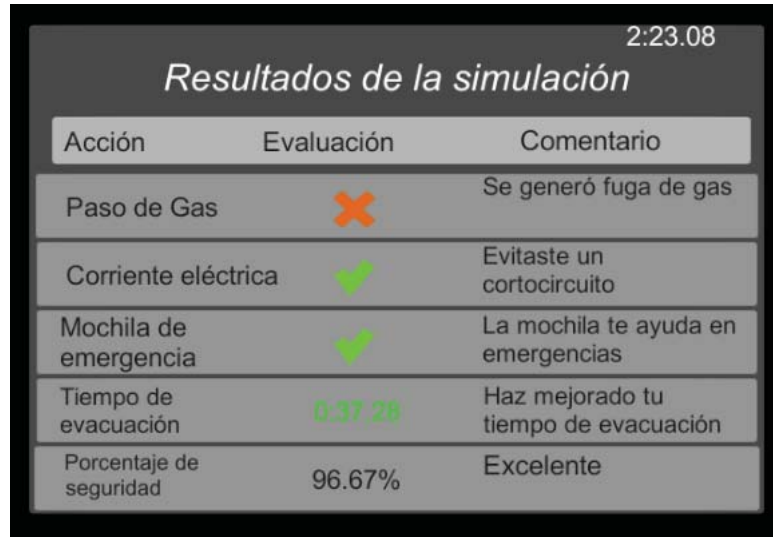 2:23.08
Resultados de la simulación
Acción Evaluación Comentario
Paso de Gas
Se generó fuga de gas
Corriente eléctrica
Evitaste un
cortocircuito
Mochila de
emergencia
La mochila te ayuda en
emergencias
Tiempo de
evacuación
0:37.28
Haz mejorado tu
tiempo de evacuación
Porcentaje de
seguridad
96.67%
Excelente